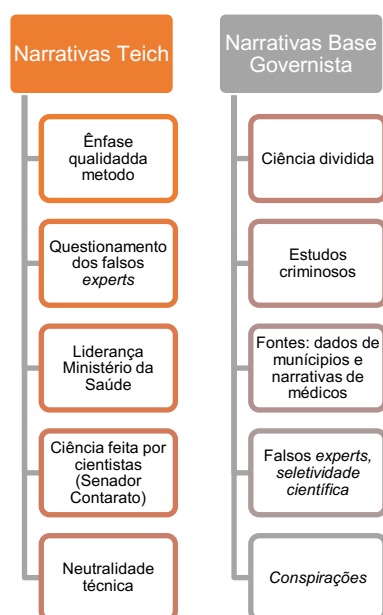 Narrativas Teich
Ênfase
qualidadda
metodo
Questionamento
dos falsos
experts
Liderança
Ministério da
Saúde
Ciência feita por
cientistas
(Senador
Contarato)
Neutralidade
técnica
Narrativas Base
Governista
Ciência dividida
Estudos
criminosos
Fontes: dados de
munícipios e
narrativas de
médicos
Falsos experts,
seletividade
científica
Conspirações